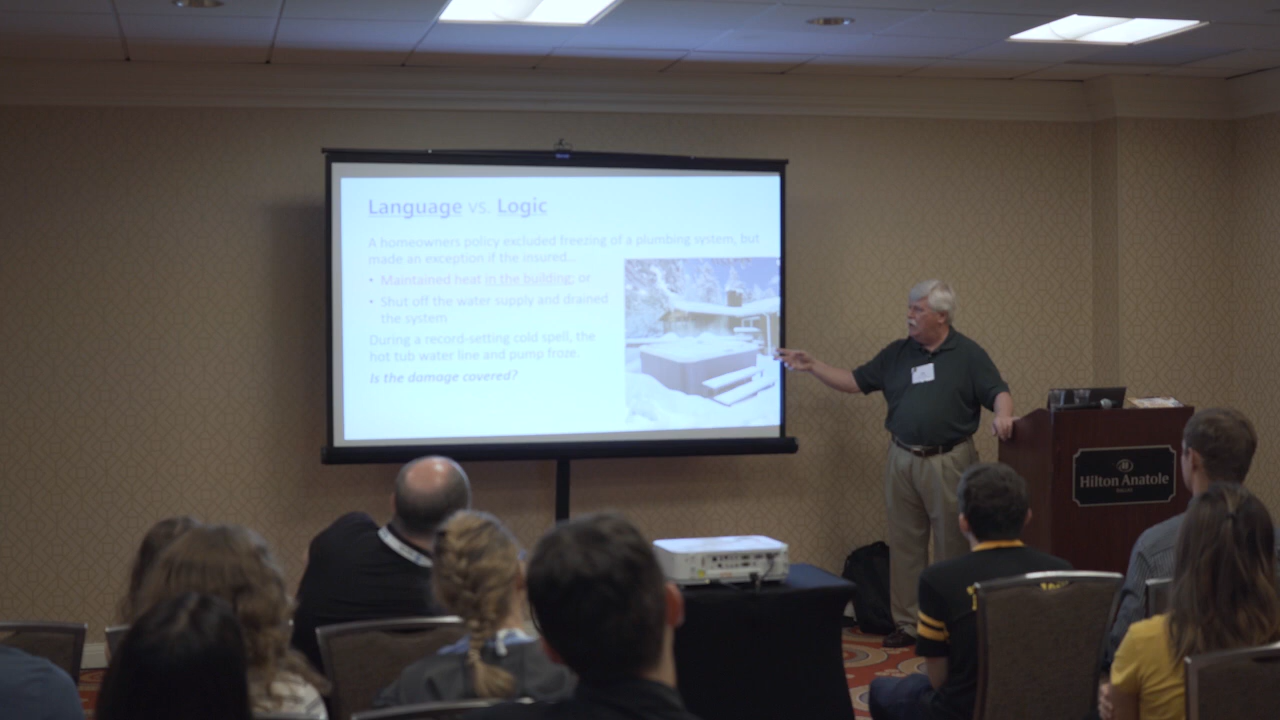 Language vs. Logic
A homeowners policy excluded freezing of a plumbing system, but
made an exception if the insured...
• Maintained heat in the building; or
• Shut off the water supply and drained
the system
During a record-setting cold spell, the
hot tub water line and pump froze.
Is the damage covered?
Hilton Anatole
DALLAS